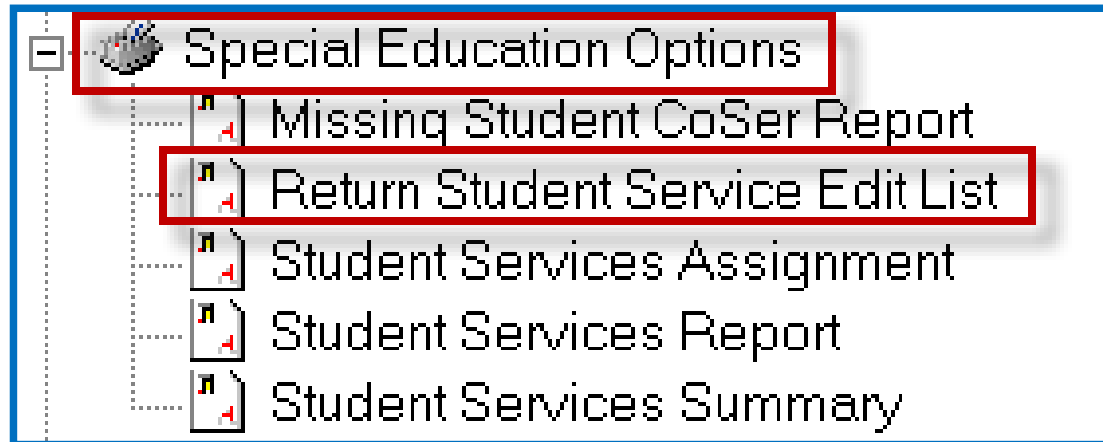 Special Education Options
Missing Student CoSer Report
Return Student Service Edit List
Student Services Assignment
Student Services Report
Student Services Summary